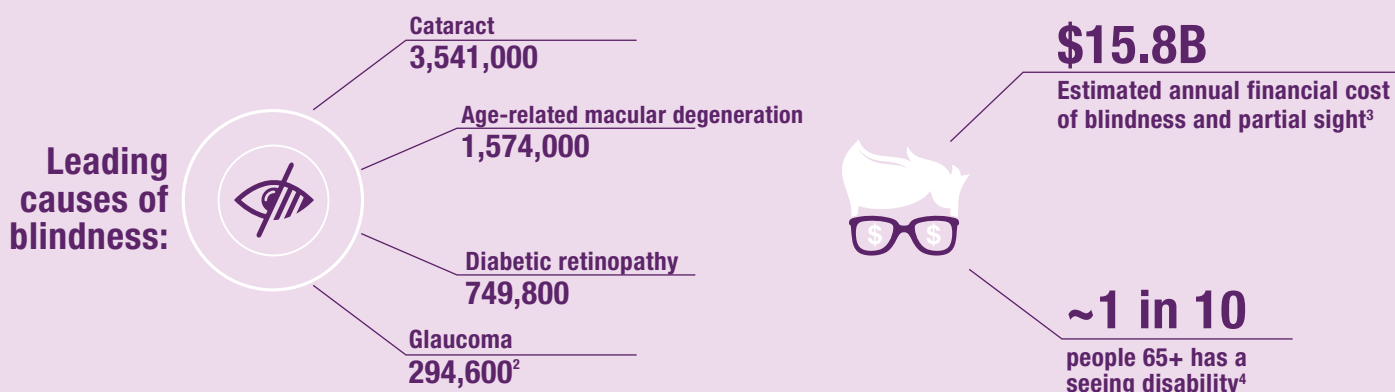 Leading
causes of
blindness:
Cataract
3,541,000
Age-related macular degeneration
1,574,000
Diabetic retinopathy
749,800
Glaucoma
294,600²
$15.8B
Estimated annual financial cost
of blindness and partial sight³
$ $
~1 in 10
people 65+ has a
seeing disability⁴